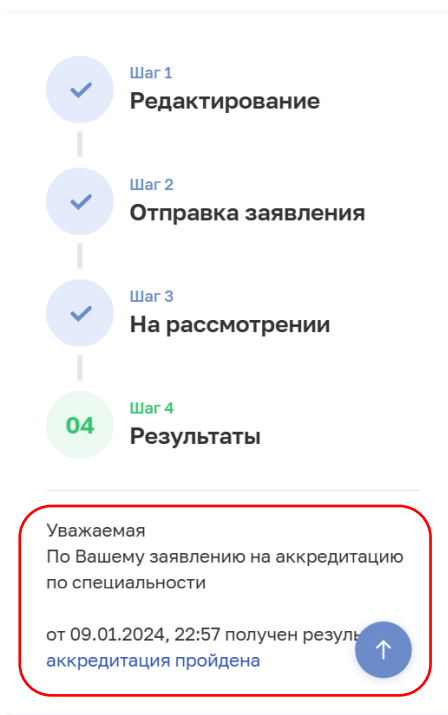 Шаг 1
Редактирование
Шаг 2
Отправка заявления
Шаг 3
На рассмотрении
04
Шаг 4
Результаты
Уважаемая
По Вашему заявлению на аккредитацию
по специальности
от 09.01.2024, 22:57 получен
аккредитация пройдена